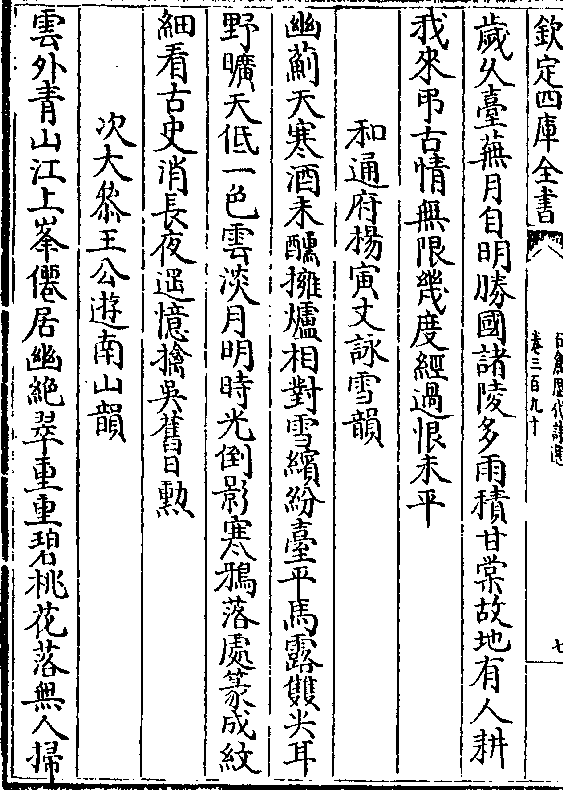 欽定四庫全書
石倉歷代詩選
卷三百九十
七
歲久臺蕪月自明勝國諸陵多雨積甘棠故地有人耕
我來弔古情無限幾度經過恨未平
和通府揚寅丈詠雪韻
幽薊天寒酒未醺擁爐相對雪繽紛臺平馬露雙尖耳
野曠天低一色雲淡月明時光倒影寒鴉落處篆成紋
細看古史消長夜遥憶擒吳舊日勲
次大叅王公遊南山韻
雲外青山江上峯僊居幽絶翠重重碧桃花落無人掃